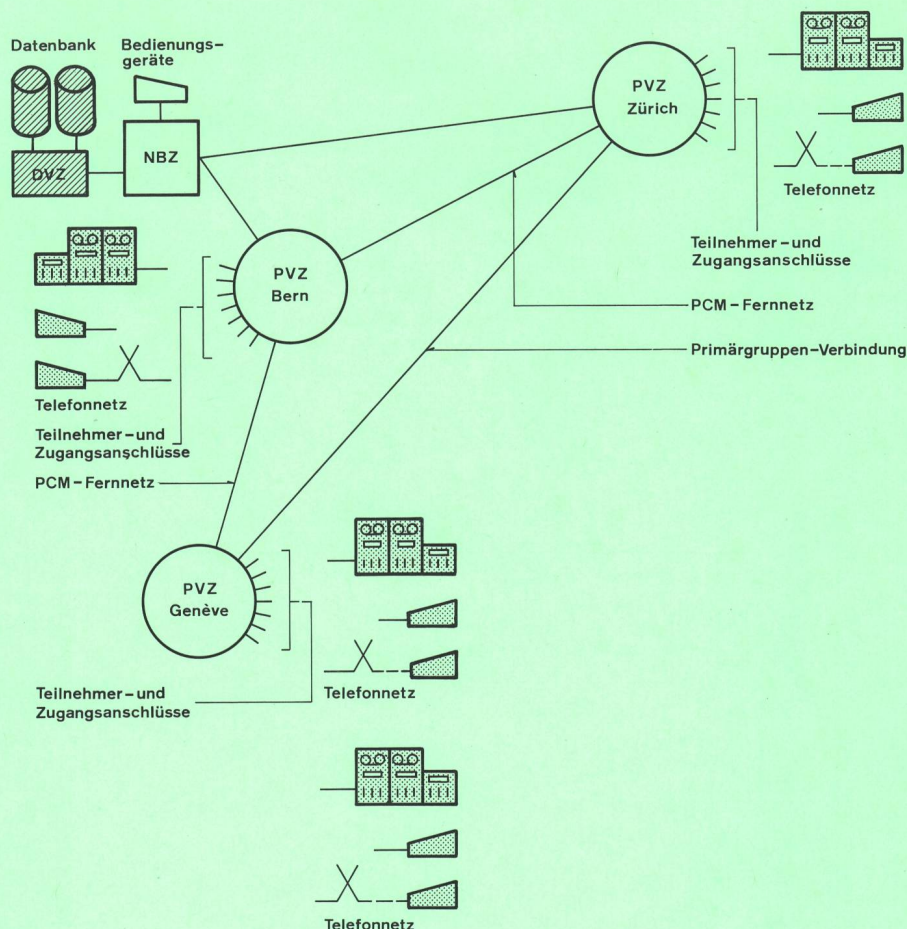 Datenbank
Bedienungs-
geräte
DVZ
NBZ
PVZ
Zürich
Telefonnetz
Teilnehmer- und
Zugangsanschlüsse
PCM-Fernnetz
Primärgruppen-Verbindung
PVZ
Bern
Telefonnetz
Teilnehmer- und
Zugangsanschlüsse
PCM-Fernnetz
PVZ
Genève
Telefonnetz
Teilnehmer- und
Zugangsanschlüsse
Telefonnetz